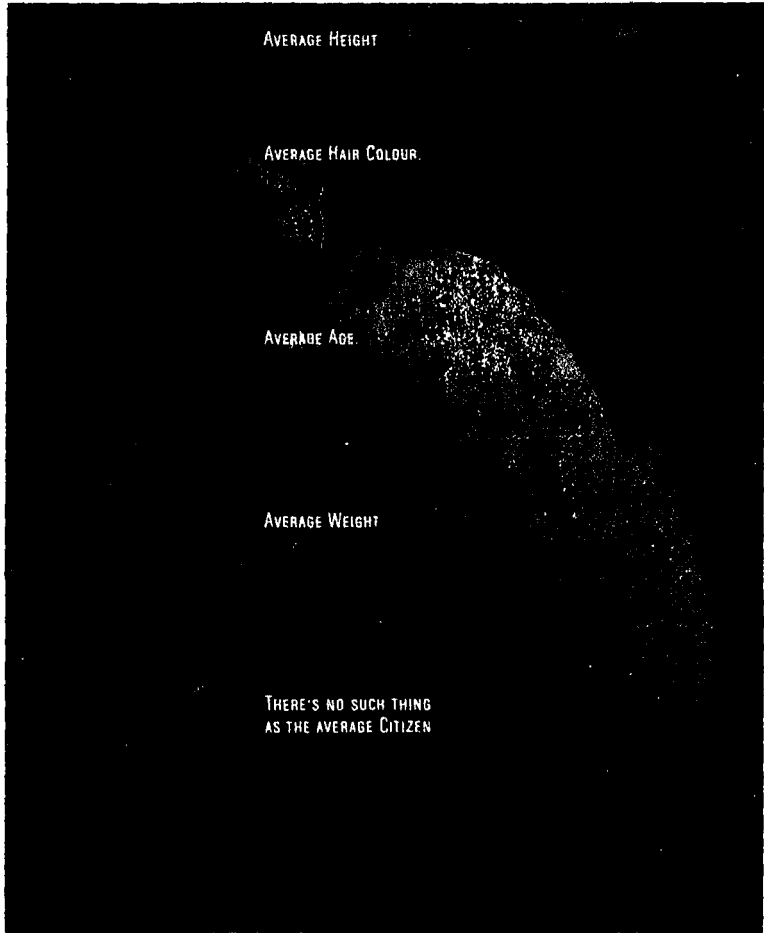 AVERAGE HEIGHT
AVERAGE HAIR COLOUR.
AVERAGE AGE.
AVERAGE WEIGHT
THERE'S NO SUCH THING
AS THE AVERAGE CITIZEN